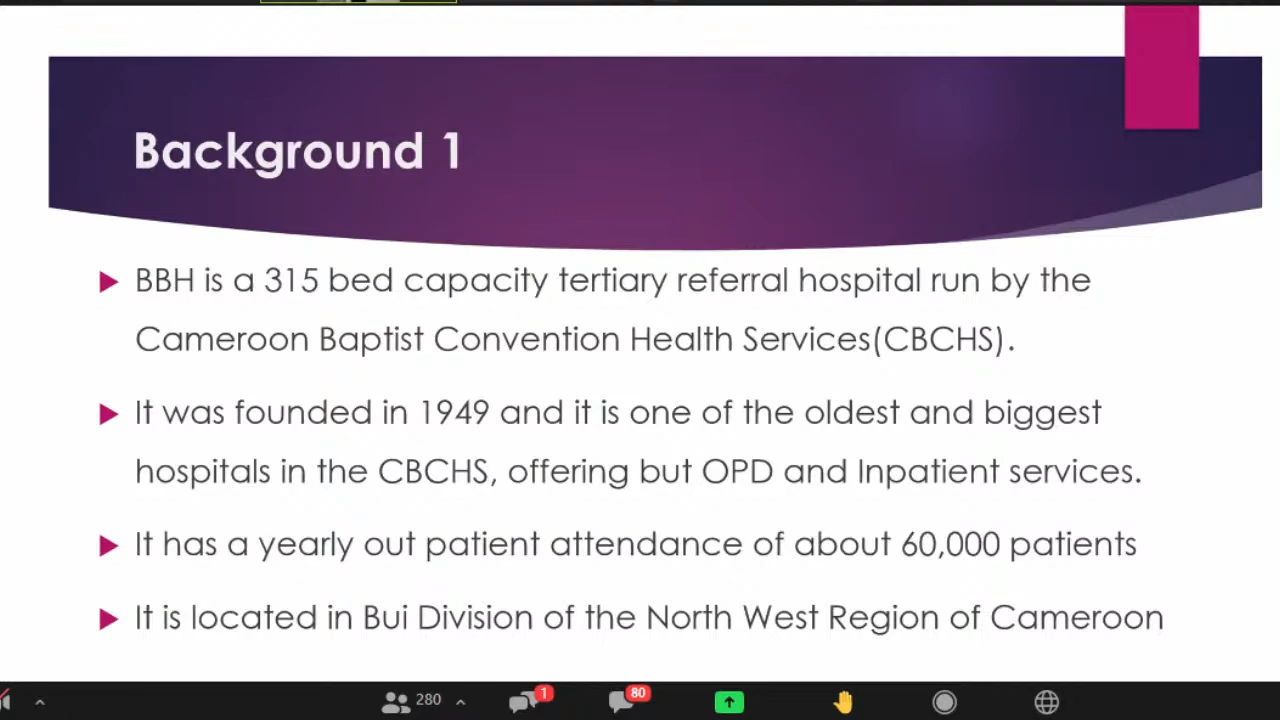 Background 1
BBH is a 315 bed capacity tertiary referral hospital run by the
Cameroon Baptist Convention Health Services(CBCHS).
It was founded in 1949 and it is one of the oldest and biggest
hospitals in the CBCHS, offering but OPD and Inpatient services.
It has a yearly out patient attendance of about 60,000 patients
It is located in Bui Division of the North West Region of Cameroon
280
1
80